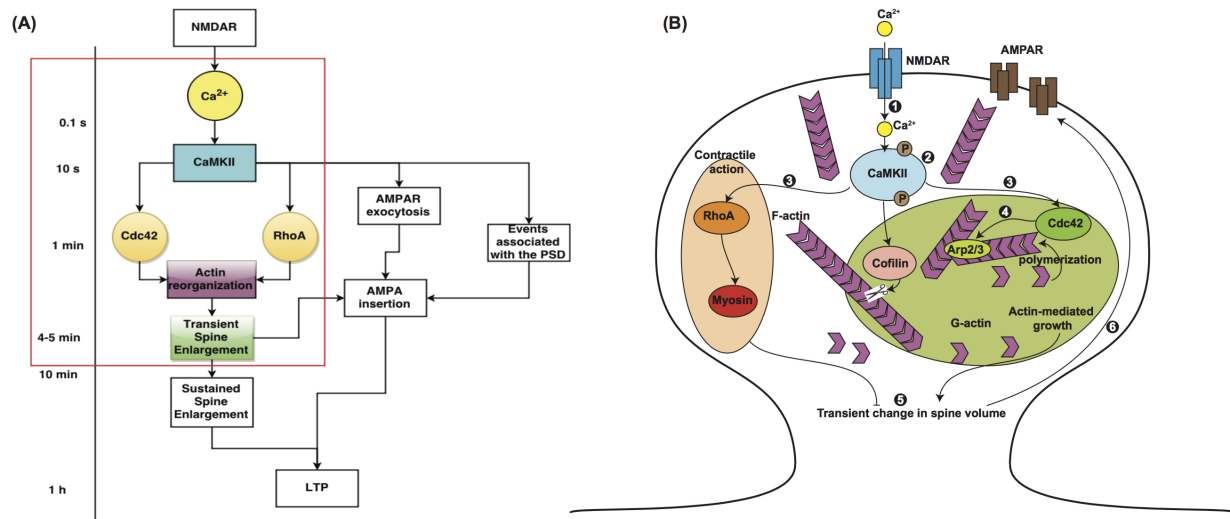 (A)
NMDAR
Ca2+
0.1 s
CaMKII
10 s
AMPAR
exocytosis
Cdc42
RhoA
1 min
Events
associated
with the PSD
Actin
reorganization
AMPA
insertion
Transient
Spine
Enlargement
4-5 min
10 min
Sustained
Spine
Enlargement
LTP
1 h
(B)
Ca2+
NMDAR
AMPAR
1
Ca2+
P
2
CaMKII
P
Contractile
action
3
3
RhoA
F-actin
4
Cdc42
Arp2/3
Cofilin
polymerization
Myosin
G-actin
Actin-mediated
growth
6
5
Transient change in spine volume